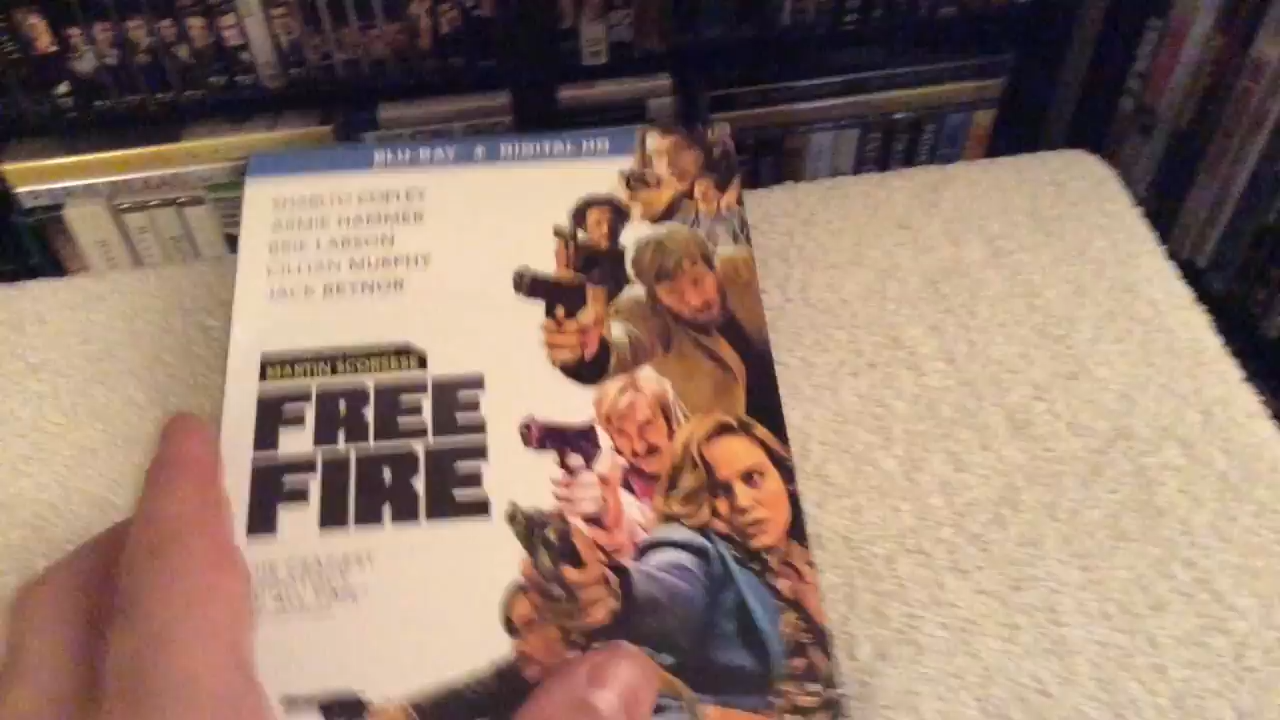 BLU-RAY + DIGITAL HD
SHARLTO COPLEY
ARMIE HAMMER
BRIE LARSON
CILLIAN MURPHY
JACK REYNOR
MARTIN SCORSESE
FREE
FIRE